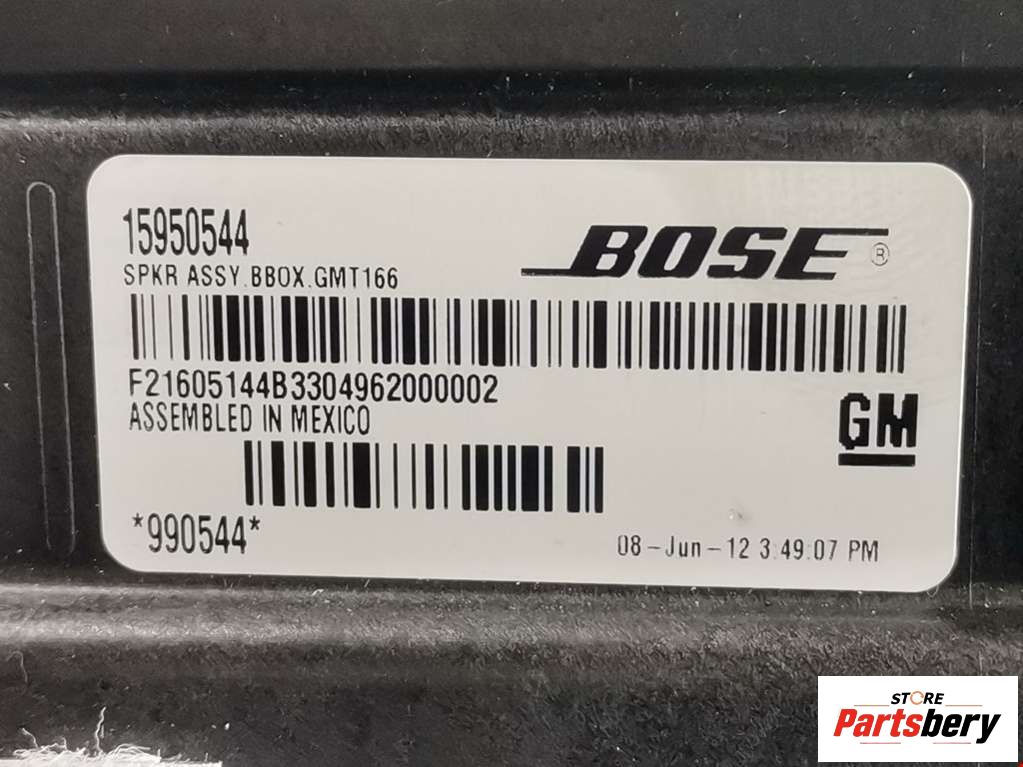 15950544
BOSE®
SPKR ASSY.BBOX.GMT166
F21605144B3304962000002
ASSEMBLED IN MEXICO
GM
*990544*
08-Jun-12 3:49:07 PM
STORE
Partsbery